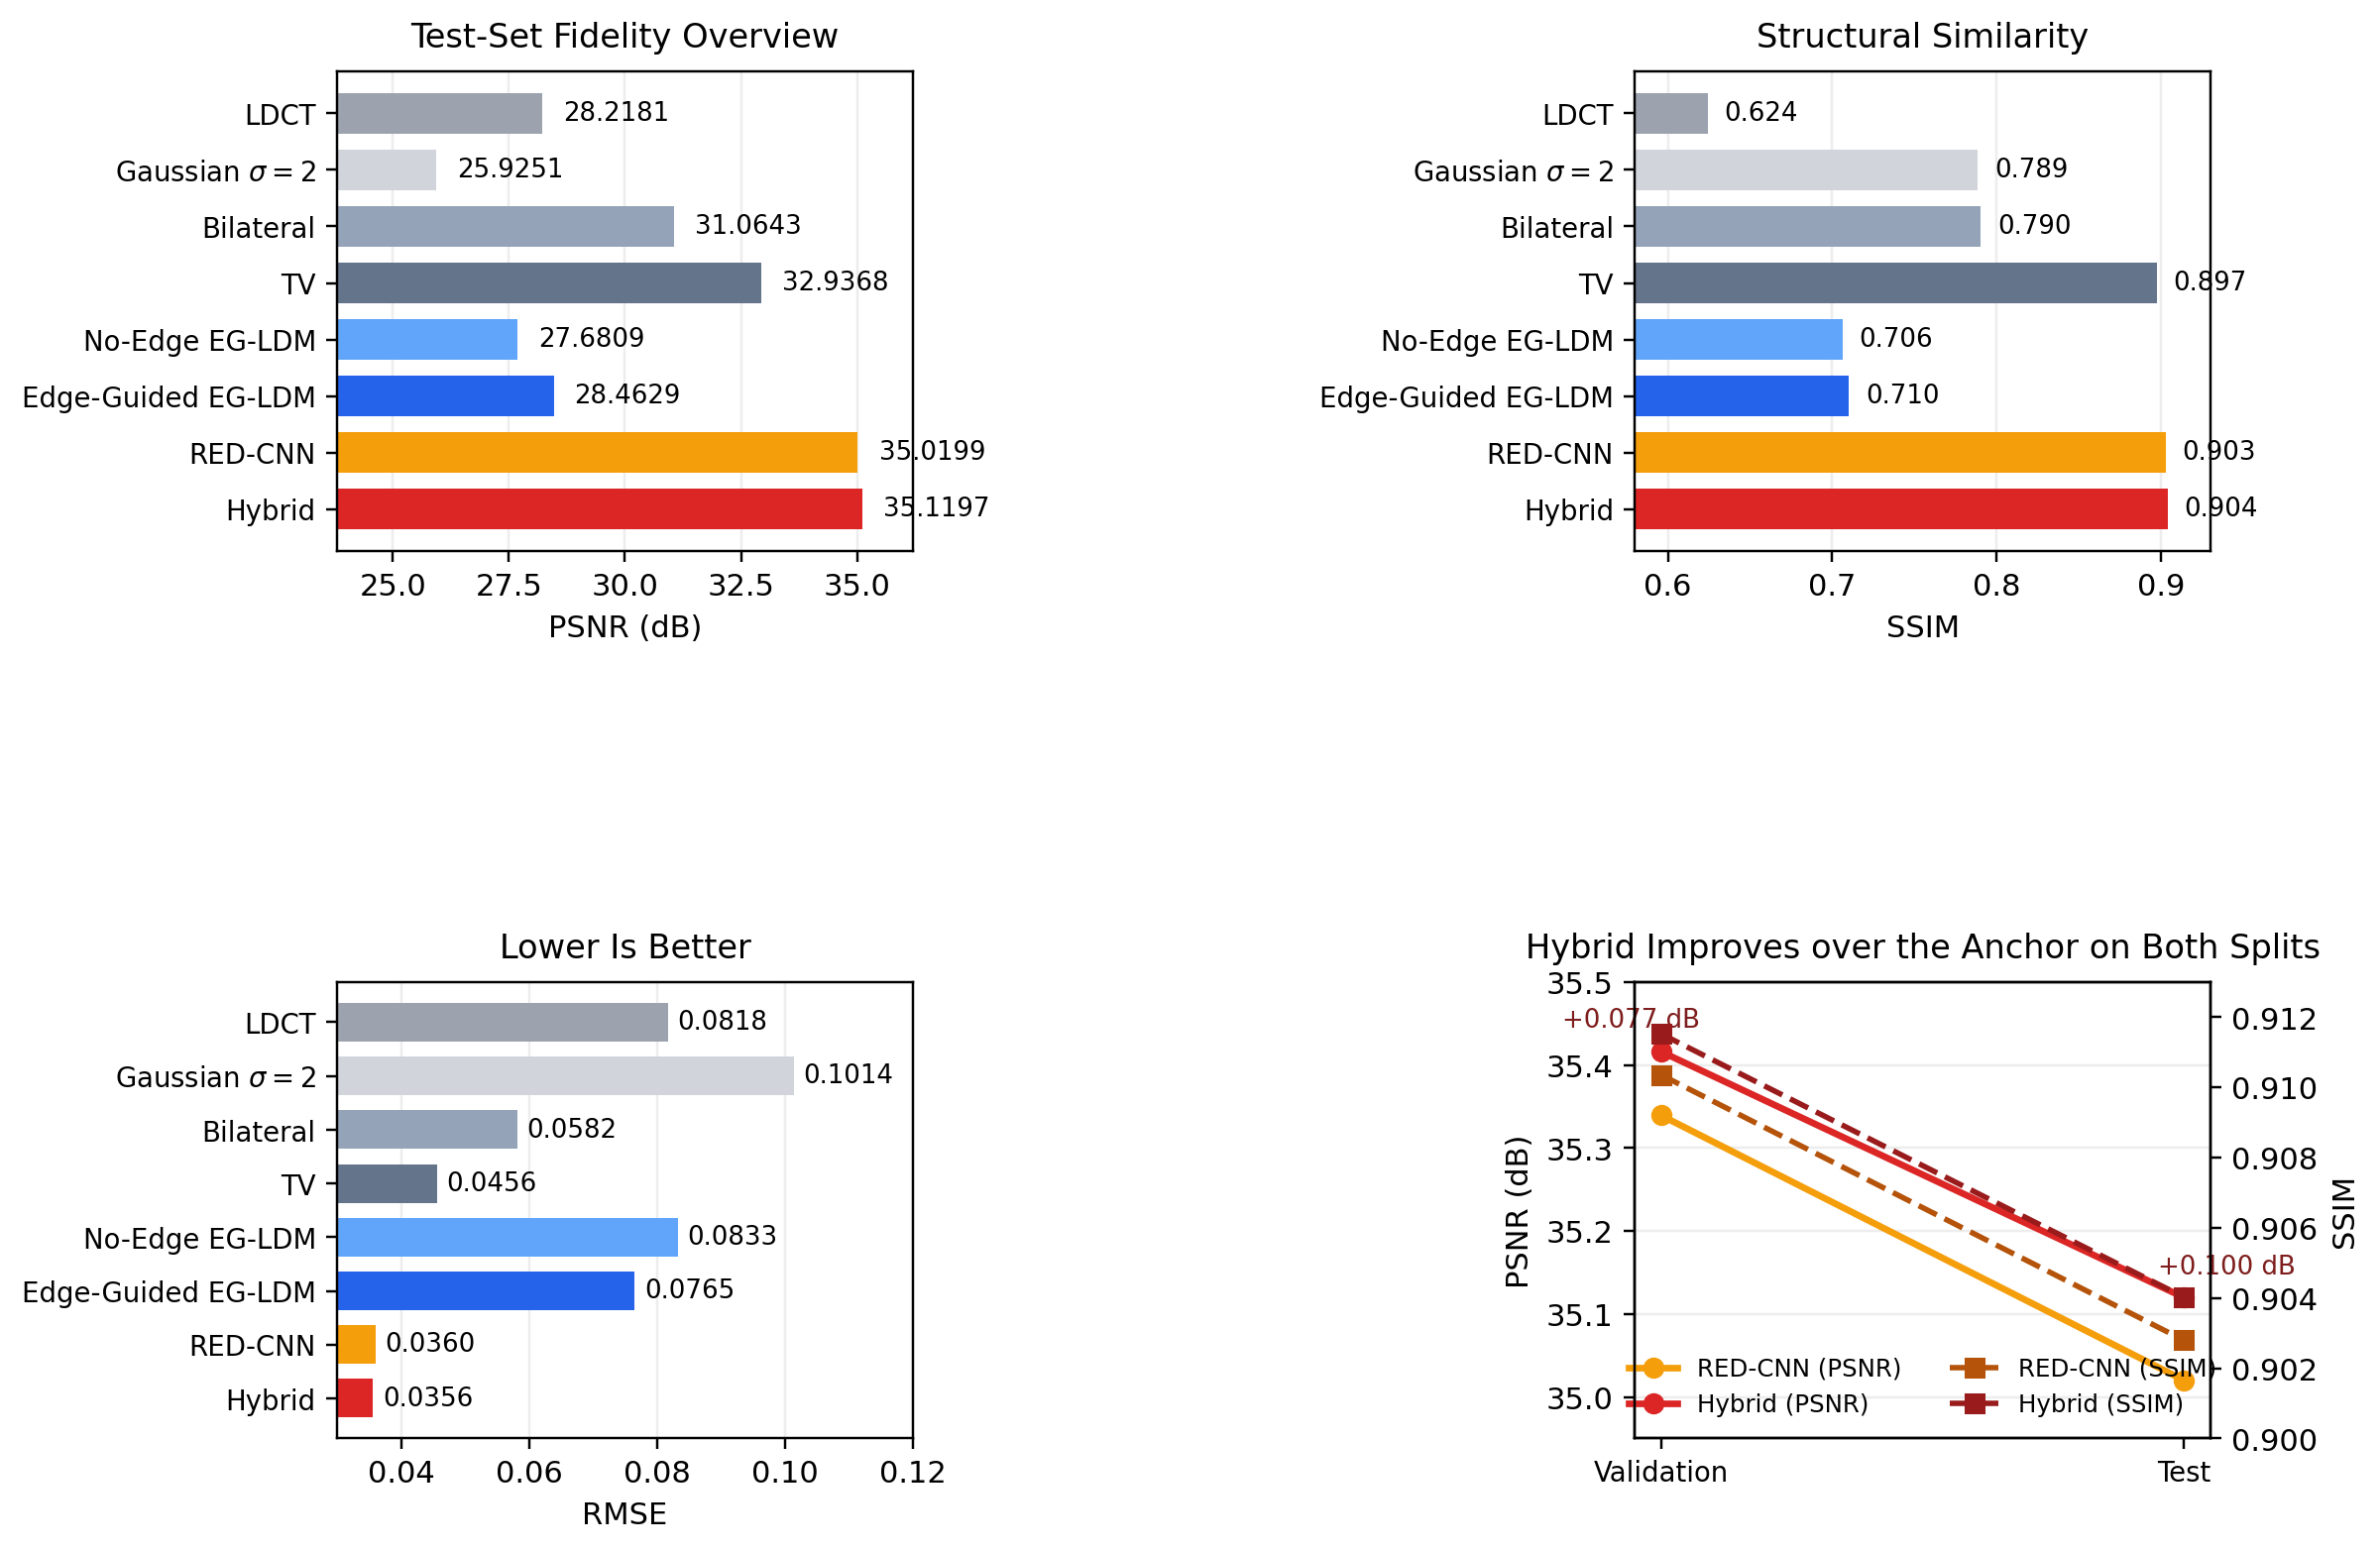 Test-Set Fidelity Overview
LDCT
28.2181
Gaussian σ = 2
25.9251
Bilateral
31.0643
TV
32.9368
No-Edge EG-LDM
27.6809
Edge-Guided EG-LDM
28.4629
RED-CNN
35.0199
Hybrid
35.1197
25.0 27.5 30.0 32.5 35.0
PSNR (dB)
Structural Similarity
LDCT
0.624
Gaussian σ = 2
0.789
Bilateral
0.790
TV
0.897
No-Edge EG-LDM
0.706
Edge-Guided EG-LDM
0.710
RED-CNN
0.903
Hybrid
0.904
0.6 0.7 0.8 0.9
SSIM
Lower Is Better
LDCT
0.0818
Gaussian σ = 2
0.1014
Bilateral
0.0582
TV
0.0456
No-Edge EG-LDM
0.0833
Edge-Guided EG-LDM
0.0765
RED-CNN
0.0360
Hybrid
0.0356
0.04 0.06 0.08 0.10 0.12
RMSE
Hybrid Improves over the Anchor on Both Splits
PSNR (dB)
35.5
35.4
35.3
35.2
35.1
35.0
+0.077 dB
+0.100 dB
RED-CNN (PSNR)
Hybrid (PSNR)
RED-CNN (SSIM)
Hybrid (SSIM)
0.912
0.910
0.908
0.906
0.904
0.902
0.900
SSIM
Validation Test